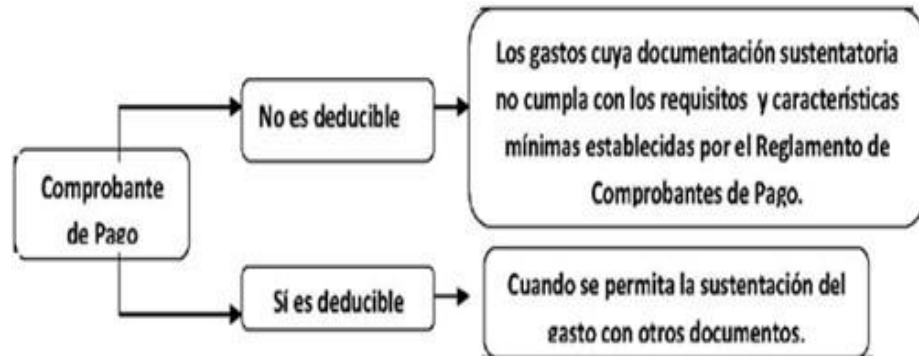 Comprobante
de Pago
No es deducible
Los gastos cuya documentación sustentatoria
no cumpla con los requisitos y características
mínimas establecidas por el Reglamento de
Comprobantes de Pago.
Sí es deducible
Cuando se permita la sustentación del
gasto con otros documentos.